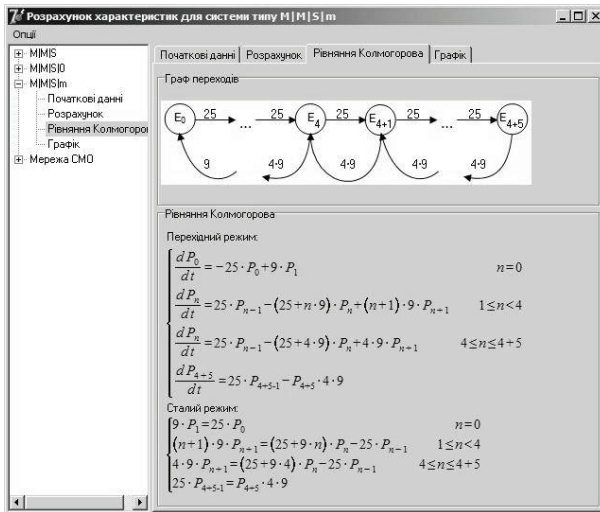 Розрахунок характеристик для системи типу M|M|S|m
Опції
M|M|S
M|M|S|0
M|M|S|m
Початкові данні
Розрахунок
Рівняння Колмогоро
Графік
Мережа СМО
Початкові данні Розрахунок Рівняння Колмогорова Графік
Граф переходів
E₀ 25 ... 25 E₄ 25 E₄₊₁ 25 ... 25 E₄₊₅
9 4·9 4·9 4·9 4·9
Рівняння Колмогорова
Перехідний режим:
dP₀/dt = −25·P₀+9·P₁ n=0
dPₙ/dt = 25·Pₙ₋₁−(25+n·9)·Pₙ+(n+1)·9·Pₙ₊₁ 1≤n<4
dPₙ/dt = 25·Pₙ₋₁−(25+4·9)·Pₙ+4·9·Pₙ₊₁ 4≤n≤4+5
dP₄₊₅/dt = 25·P₄₊₅₋₁−P₄₊₅·4·9
Сталий режим:
9·P₁=25·P₀ n=0
(n+1)·9·Pₙ₊₁=(25+9·n)·Pₙ−25·Pₙ₋₁ 1≤n<4
4·9·Pₙ₊₁=(25+9·4)·Pₙ−25·Pₙ₋₁ 4≤n≤4+5
25·P₄₊₅₋₁=P₄₊₅·4·9